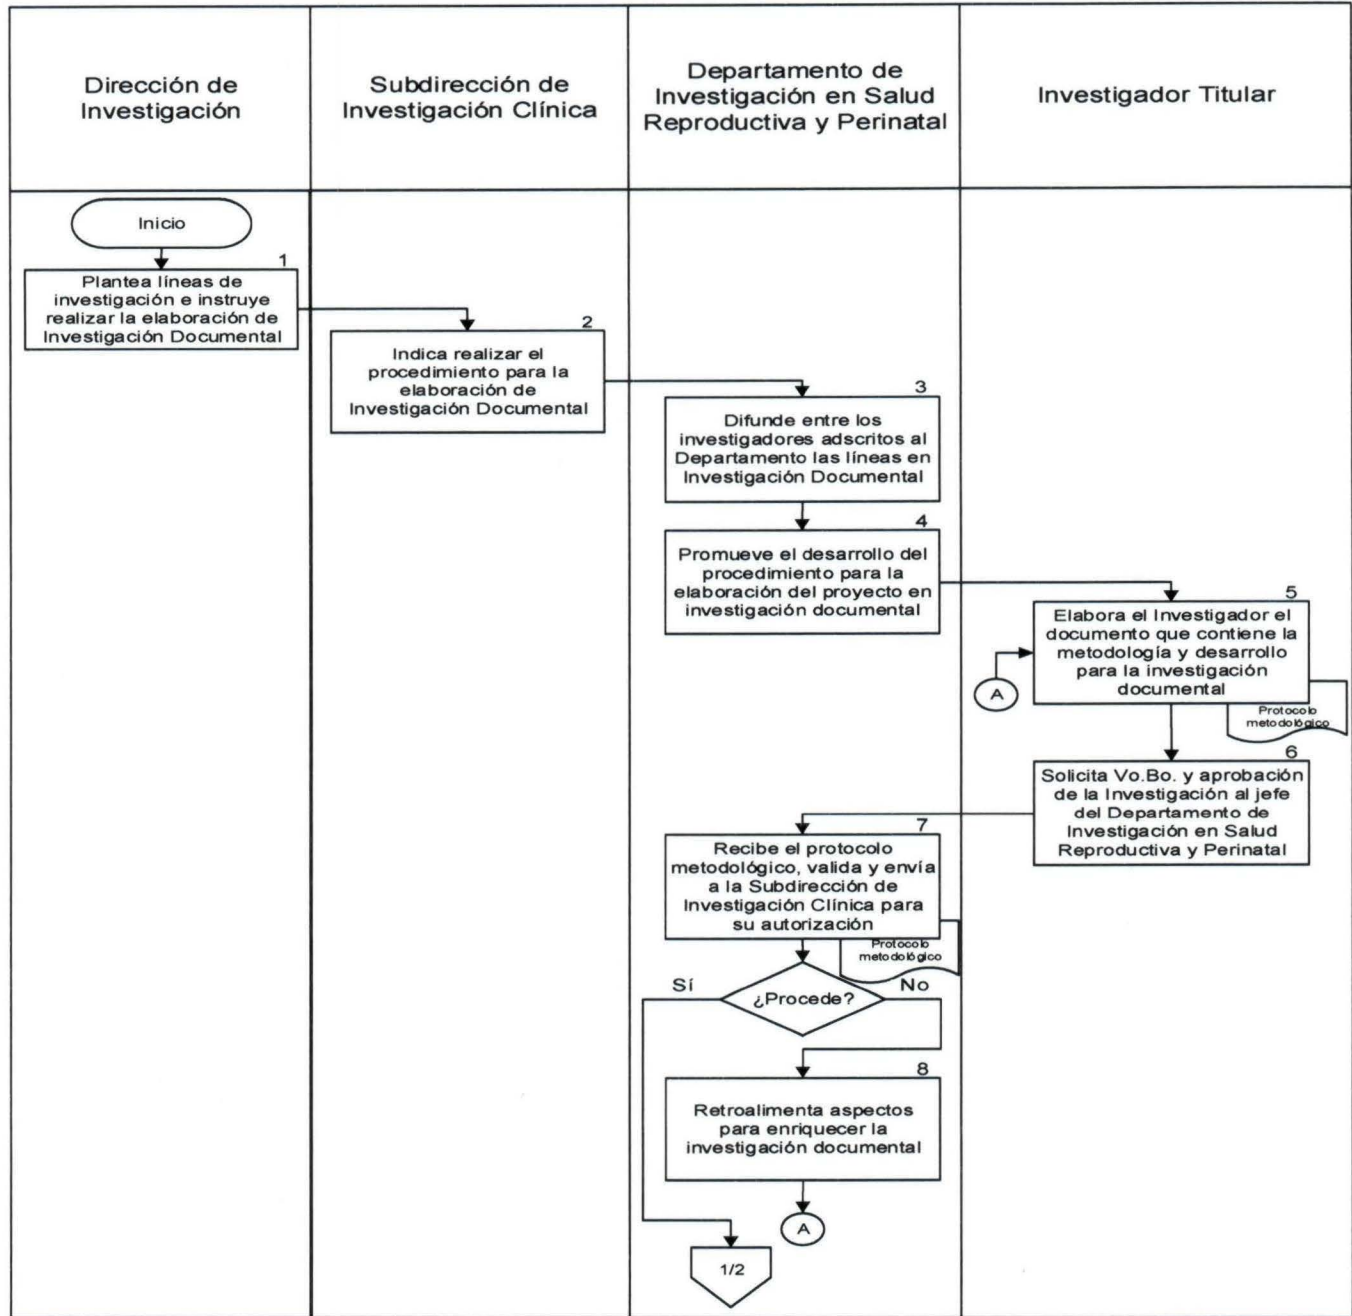 Dirección de
Investigación
Subdirección de
Investigación Clínica
Departamento de
Investigación en Salud
Reproductiva y Perinatal
Investigador Titular
Inicio
1
Plantea líneas de
investigación e instruye
realizar la elaboración de
Investigación Documental
2
Indica realizar el
procedimiento para la
elaboración de
Investigación Documental
3
Difunde entre los
investigadores adscritos al
Departamento las líneas en
Investigación Documental
4
Promueve el desarrollo del
procedimiento para la
elaboración del proyecto en
investigación documental
5
Elabora el Investigador el
documento que contiene la
metodología y desarrollo
para la investigación
documental
A
Protocolo
metodológico
6
Solicita Vo.Bo. y aprobación
de la Investigación al jefe
del Departamento de
Investigación en Salud
Reproductiva y Perinatal
7
Recibe el protocolo
metodológico, valida y envía
a la Subdirección de
Investigación Clínica para
su autorización
Protocolo
metodológico
Sí
¿Procede?
No
8
Retroalimenta aspectos
para enriquecer la
investigación documental
A
1/2